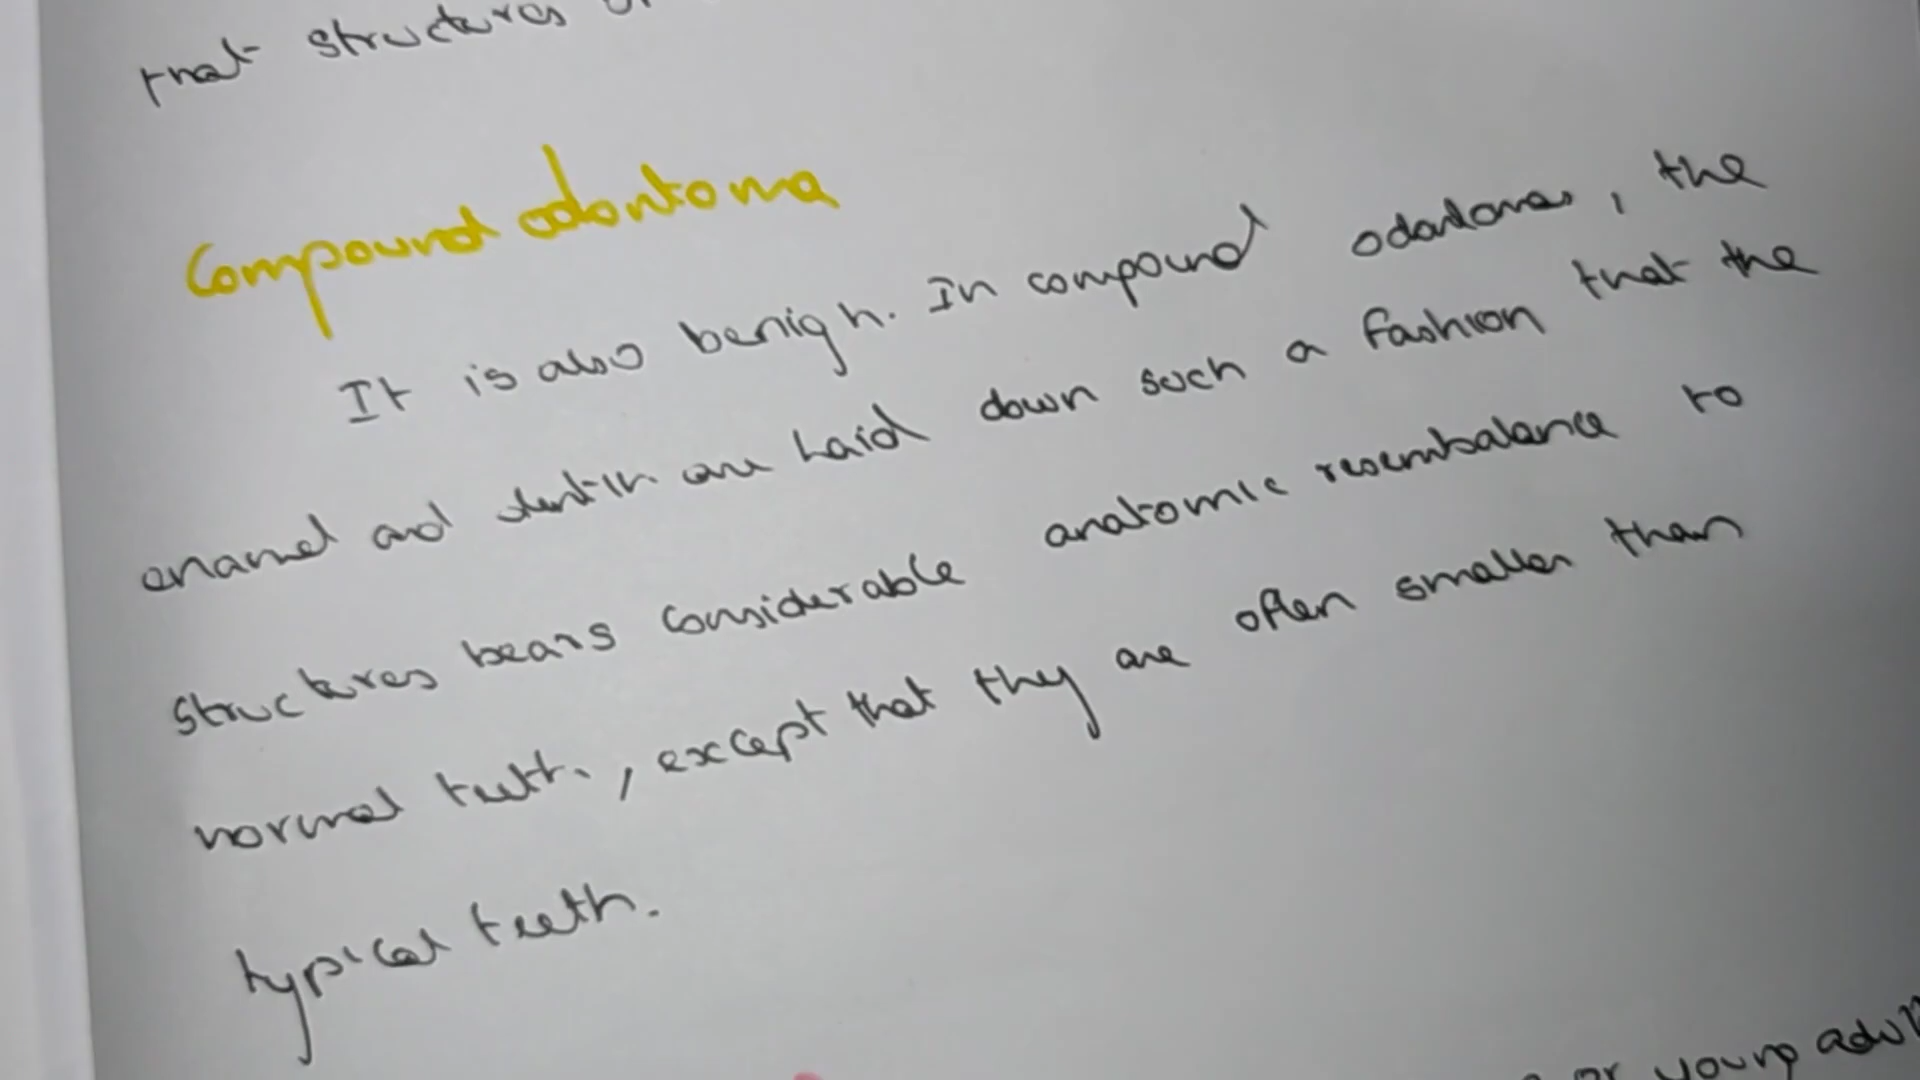 that structures
Compound odontoma
It is also benign. In compound odontomas, the
enamel and dentin are laid down such a fashion that the
structures bears considerable anatomic resembalance to
normal teeth, except that they are often smaller than
typical teeth.
or young adult